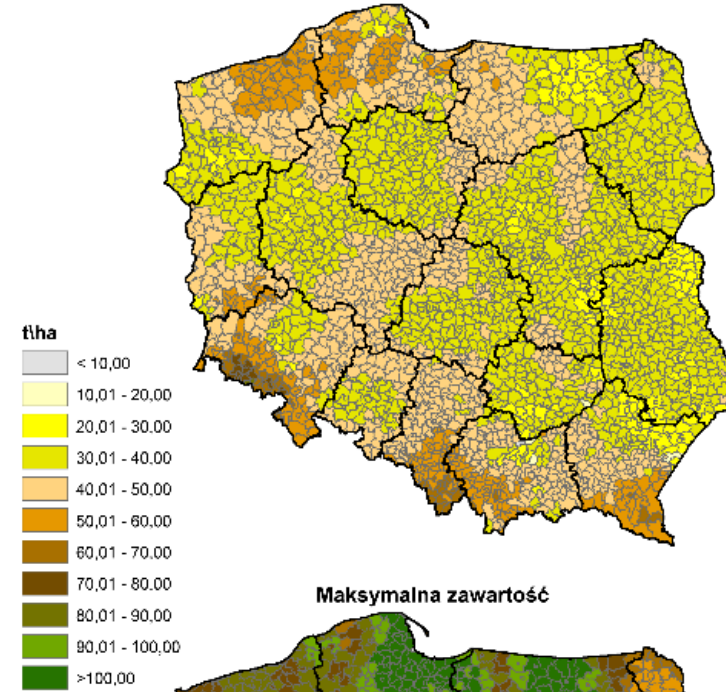 t\ha
< 10,00
10,01 - 20,00
20,01 - 30,00
30,01 - 40,00
40,01 - 50,00
50,01 - 60,00
60,01 - 70,00
70,01 - 80,00
80,01 - 90,00
90,01 - 100,00
>100,00
Maksymalna zawartość